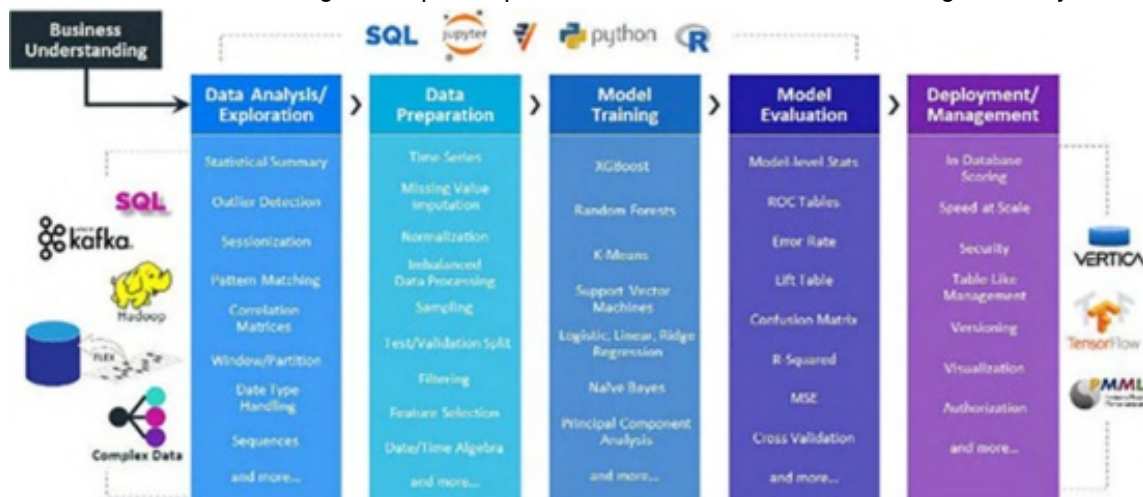 Business
Understanding
SQL
jupyter
python
R
Data Analysis/
Exploration
Statistical Summary
Outlier Detection
Sessionization
Pattern Matching
Correlation
Matrices
Window/Partition
Date Type
Handling
Sequences
and more...
Data
Preparation
Time Series
Missing Value
Imputation
Normalization
Imbalanced
Data Processing
Sampling
Test/Validation Split
Filtering
Feature Selection
Date/Time Algebra
and more...
Model
Training
XGBoost
Random Forests
K-Means
Support Vector
Machines
Logistic, Linear, Ridge
Regression
Naïve Bayes
Principal Component
Analysis
and more...
Model
Evaluation
Model-level Stats
ROC Tables
Error Rate
Lift Table
Confusion Matrix
R-Squared
MSE
Cross Validation
and more...
Deployment/
Management
In Database
Scoring
Speed at Scale
Security
Table-Like
Management
Versioning
Visualization
Authorization
and more...
SQL
kafka
Hadoop
FLEX
Complex Data
VERTICA
TensorFlow
PMML